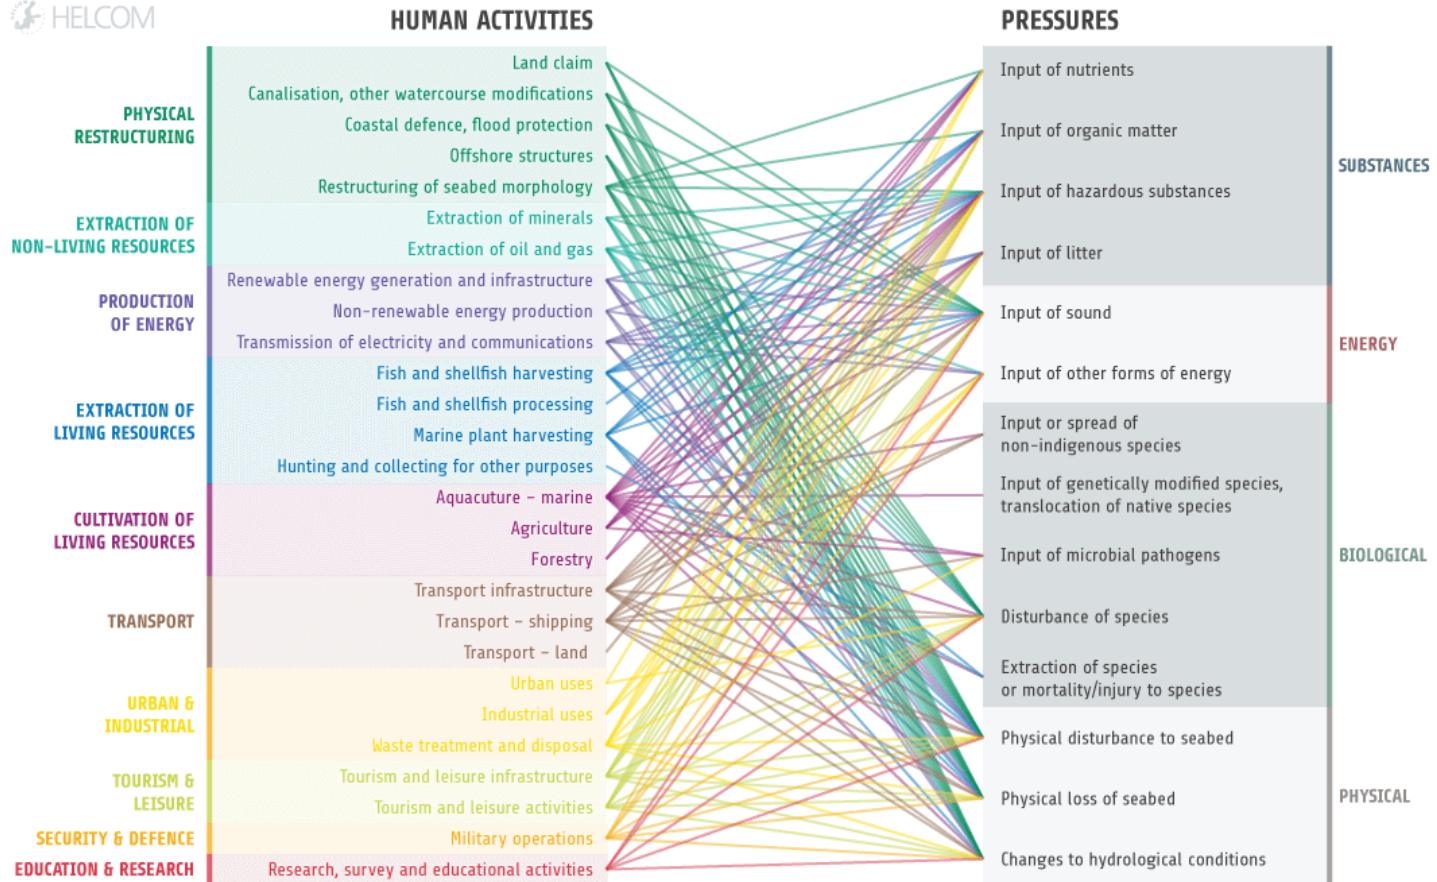 HELCOM
HUMAN ACTIVITIES
PRESSURES
PHYSICAL
RESTRUCTURING
Land claim
Canalisation, other watercourse modifications
Coastal defence, flood protection
Offshore structures
Restructuring of seabed morphology
EXTRACTION OF
NON-LIVING RESOURCES
Extraction of minerals
Extraction of oil and gas
PRODUCTION
OF ENERGY
Renewable energy generation and infrastructure
Non-renewable energy production
Transmission of electricity and communications
EXTRACTION OF
LIVING RESOURCES
Fish and shellfish harvesting
Fish and shellfish processing
Marine plant harvesting
Hunting and collecting for other purposes
CULTIVATION OF
LIVING RESOURCES
Aquacuture - marine
Agriculture
Forestry
TRANSPORT
Transport infrastructure
Transport - shipping
Transport - land
URBAN &
INDUSTRIAL
Urban uses
Industrial uses
Waste treatment and disposal
TOURISM &
LEISURE
Tourism and leisure infrastructure
Tourism and leisure activities
SECURITY & DEFENCE
Military operations
EDUCATION & RESEARCH
Research, survey and educational activities
Input of nutrients
Input of organic matter
Input of hazardous substances
Input of litter
SUBSTANCES
Input of sound
Input of other forms of energy
ENERGY
Input or spread of
non-indigenous species
Input of genetically modified species,
translocation of native species
Input of microbial pathogens
Disturbance of species
Extraction of species
or mortality/injury to species
BIOLOGICAL
Physical disturbance to seabed
Physical loss of seabed
Changes to hydrological conditions
PHYSICAL